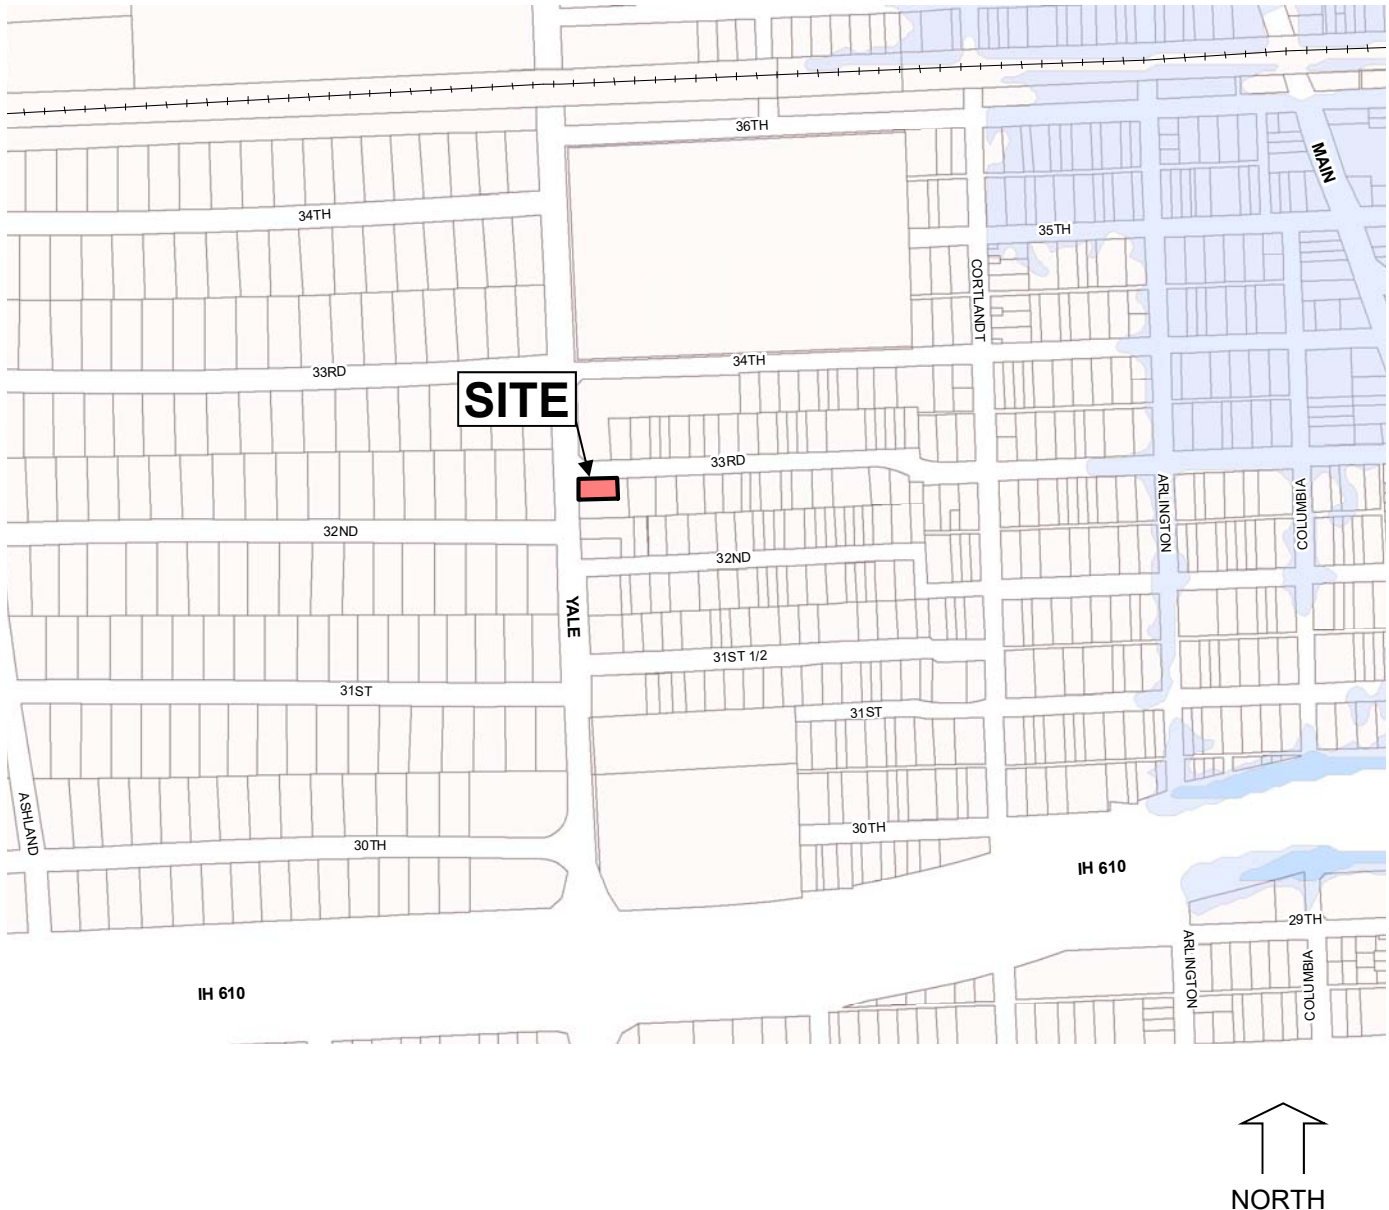 36TH
MAIN
34TH
35TH
CORTLANDT
34TH
33RD
SITE
33RD
ARLINGTON
COLUMBIA
32ND
32ND
YALE
31ST 1/2
31ST
31ST
ASHLAND
30TH
30TH
IH 610
29TH
ARLINGTON
COLUMBIA
IH 610
NORTH